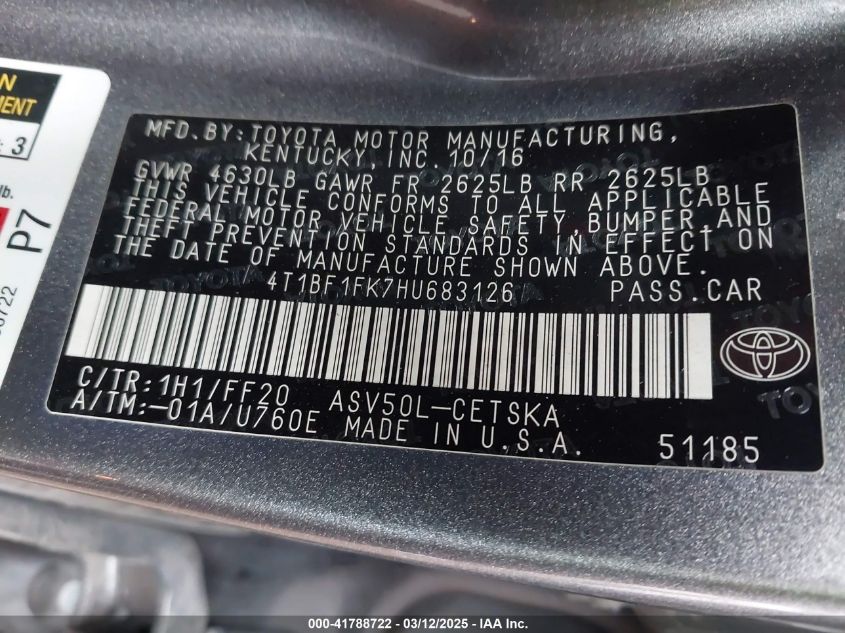 N
MENT
: 3
lb.
P7
MFD. BY: TOYOTA MOTOR MANUFACTURING,
KENTUCKY, INC. 10/16
GVWR 4630LB GAWR FR 2625LB RR 2625LB
THIS VEHICLE CONFORMS TO ALL APPLICABLE
FEDERAL MOTOR VEHICLE SAFETY,BUMPER,AND
THEFT PREVENTION STANDARDS IN EFFECT ON
THE DATE OF MANUFACTURE SHOWN ABOVE.
4T1BF1FK7HU683126 PASS.CAR
C/TR:1H1/FF20 ASV50L-CETSKA
A/TM:-01A/U760E MADE IN U.S.A. 51185
000-41788722 - 03/12/2025 - IAA Inc.